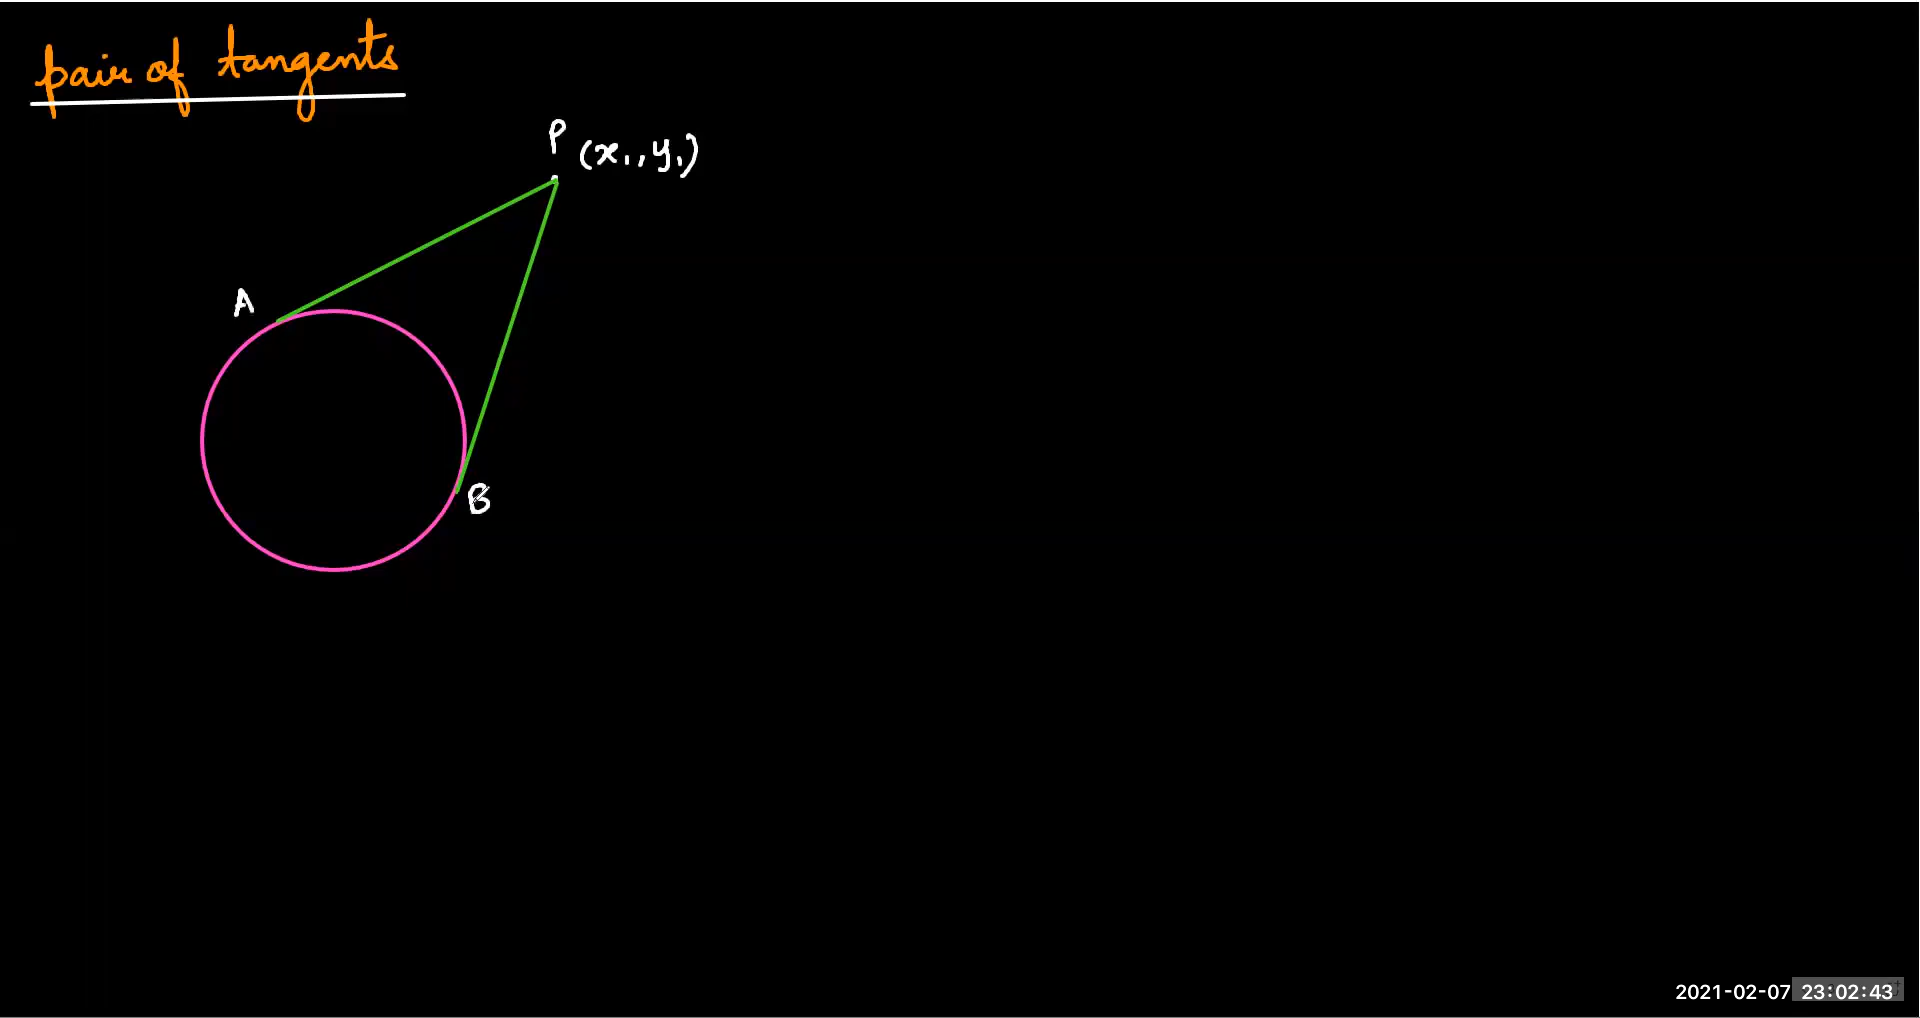 pair of tangents
P (x₁, y₁)
A
B
2021-02-07 23:02:43